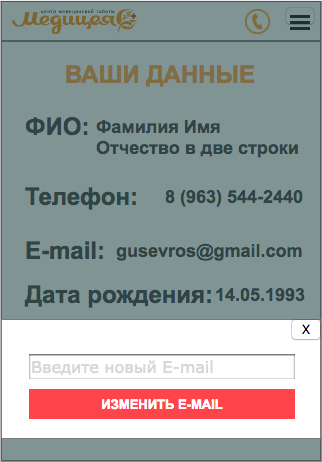 центр медицинской заботы
Медицея
ВАШИ ДАННЫЕ
ФИО: Фамилия Имя
Отчество в две строки
Телефон: 8 (963) 544-2440
E-mail: gusevros@gmail.com
Дата рождения: 14.05.1993
X
Введите новый E-mail
ИЗМЕНИТЬ E-MAIL